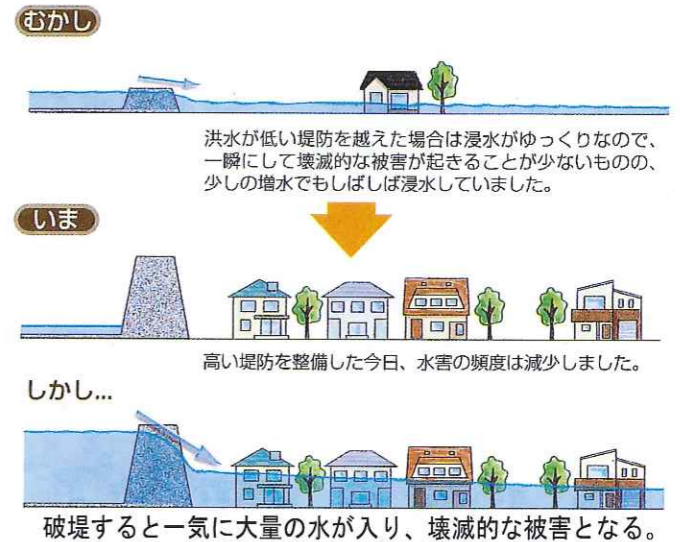 むかし
洪水が低い堤防を越えた場合は浸水がゆっくりなので、
一瞬にして壊滅的な被害が起きることが少ないものの、
少しの増水でもしばしば浸水していました。
いま
高い堤防を整備した今日、水害の頻度は減少しました。
しかし...
破堤すると一気に大量の水が入り、壊滅的な被害となる。